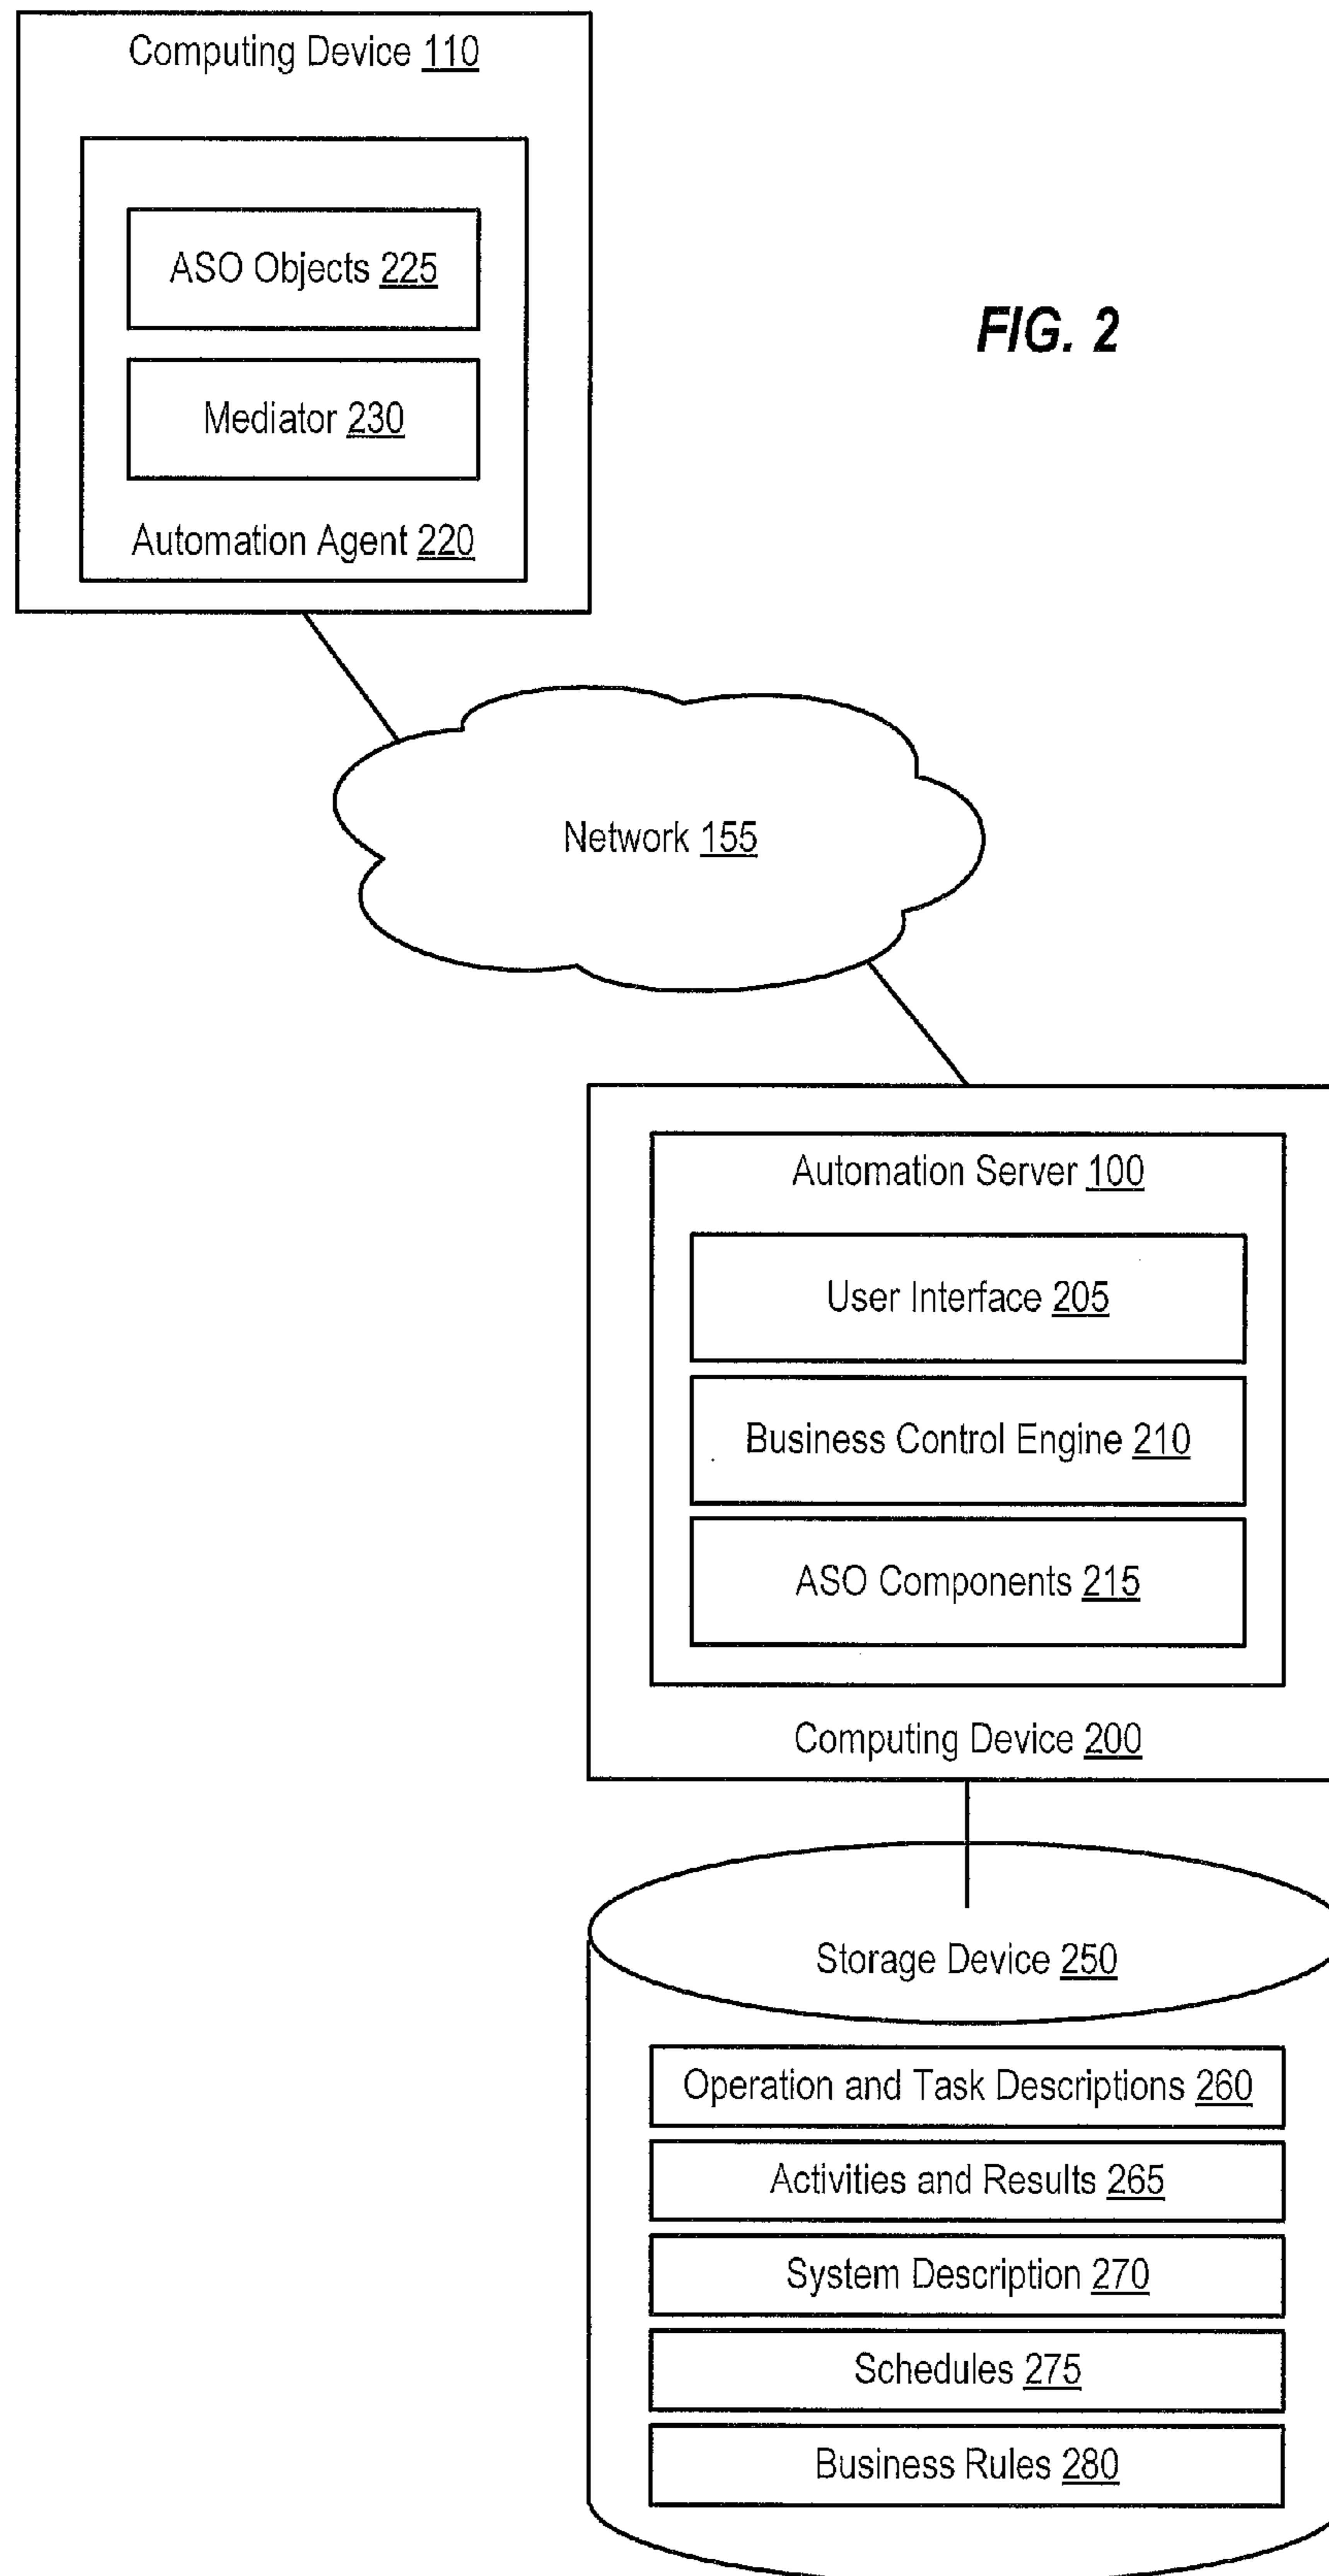 Computing Device 110
ASO Objects 225
FIG. 2
Mediator 230
Automation Agent 220
Network 155
Automation Server 100
User Interface 205
Business Control Engine 210
ASO Components 215
Computing Device 200
Storage Device 250
Operation and Task Descriptions 260
Activities and Results 265
System Description 270
Schedules 275
Business Rules 280